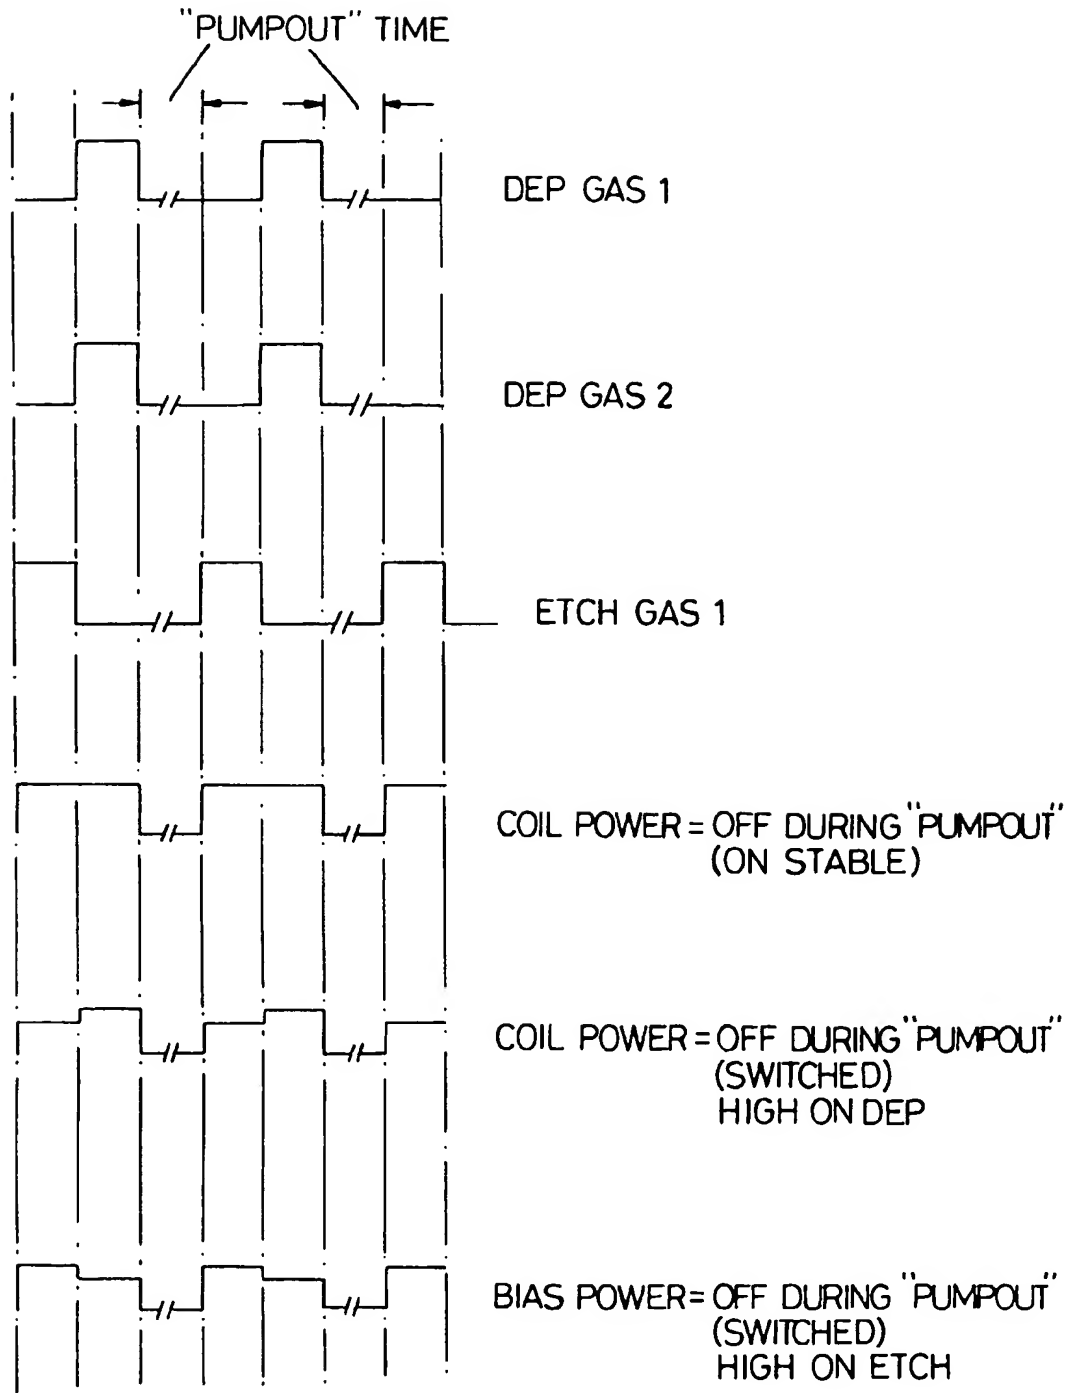 "PUMPOUT" TIME
DEP GAS 1
DEP GAS 2
ETCH GAS 1
COIL POWER = OFF DURING "PUMPOUT"
(ON STABLE)
COIL POWER = OFF DURING "PUMPOUT"
(SWITCHED)
HIGH ON DEP
BIAS POWER = OFF DURING "PUMPOUT"
(SWITCHED)
HIGH ON ETCH